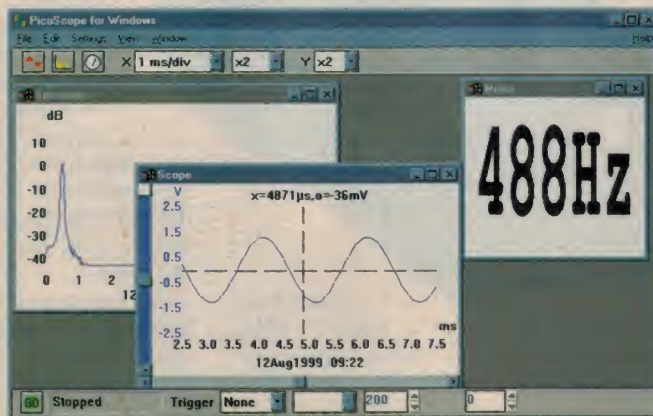 PicoScope for Windows
File Edit Settings View Window Help
X 1 ms/div x2 Y x2
dB
10
0
-10
-20
-30
-40
0 1 2
12
Scope
V
x=4871µs,o=-36mV
2.5
1.5
0.5
-0.5
-1.5
-2.5
ms
2.5 3.0 3.5 4.0 4.5 5.0 5.5 6.0 6.5 7.0 7.5
12Aug1999 09:22
Meter
488Hz
GO Stopped Trigger None 200 0